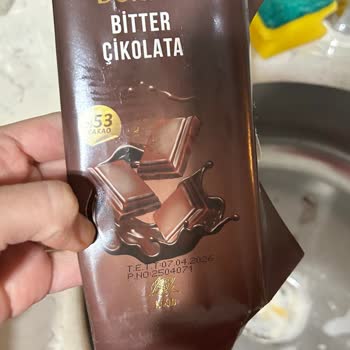 BİTTER
ÇİKOLATA
%53
KAKAO
T.E.T.T.07.04.2026
P.NO:2504071